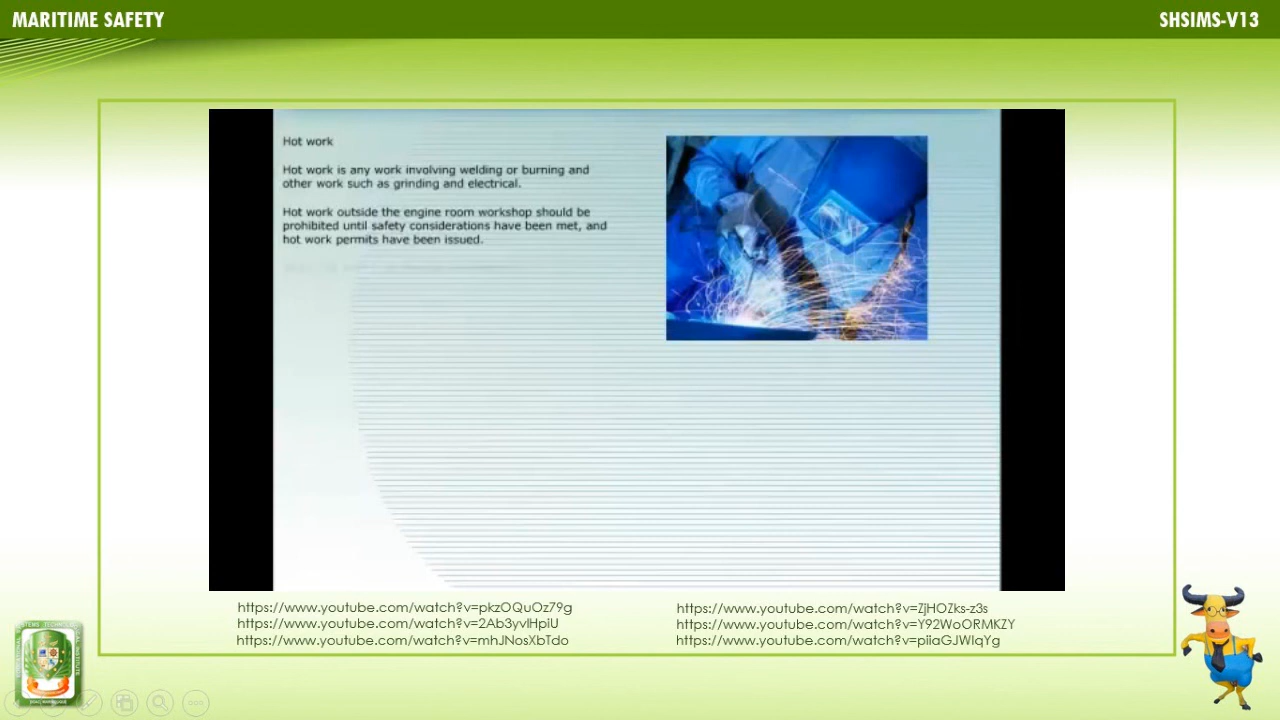 MARITIME SAFETY
SHSIMS-V13
Hot work
Hot work is any work involving welding or burning and
other work such as grinding and electrical.
Hot work outside the engine room workshop should be
prohibited until safety considerations have been met, and
hot work permits have been issued.
https://www.youtube.com/watch?v=pkzOQuOz79g
https://www.youtube.com/watch?v=2Ab3yvlHpiU
https://www.youtube.com/watch?v=mhJNoXbTdo
https://www.youtube.com/watch?v=ZjHOZks-z3s
https://www.youtube.com/watch?v=Y92WoORMKZY
https://www.youtube.com/watch?v=piiaGJWIqYg